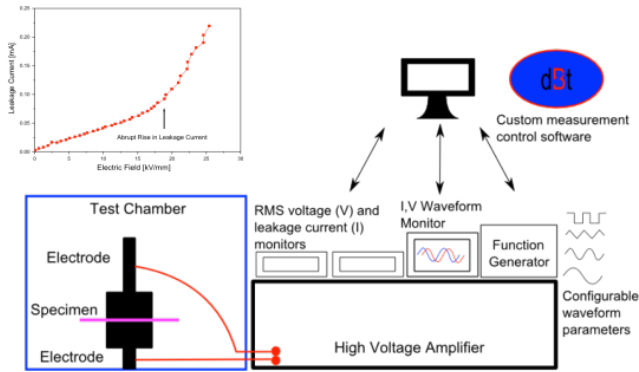 0.25
0.20
0.15
0.10
0.05
0.00
Leakage Current [mA]
Abrupt Rise in Leakage Current
0 5 10 15 20 25 30
Electric Field [kV/mm]
dBt
Custom measurement
control software
Test Chamber
Electrode
Specimen
Electrode
RMS voltage (V) and
leakage current (I)
monitors
I,V Waveform
Monitor
Function
Generator
Configurable
waveform
parameters
High Voltage Amplifier